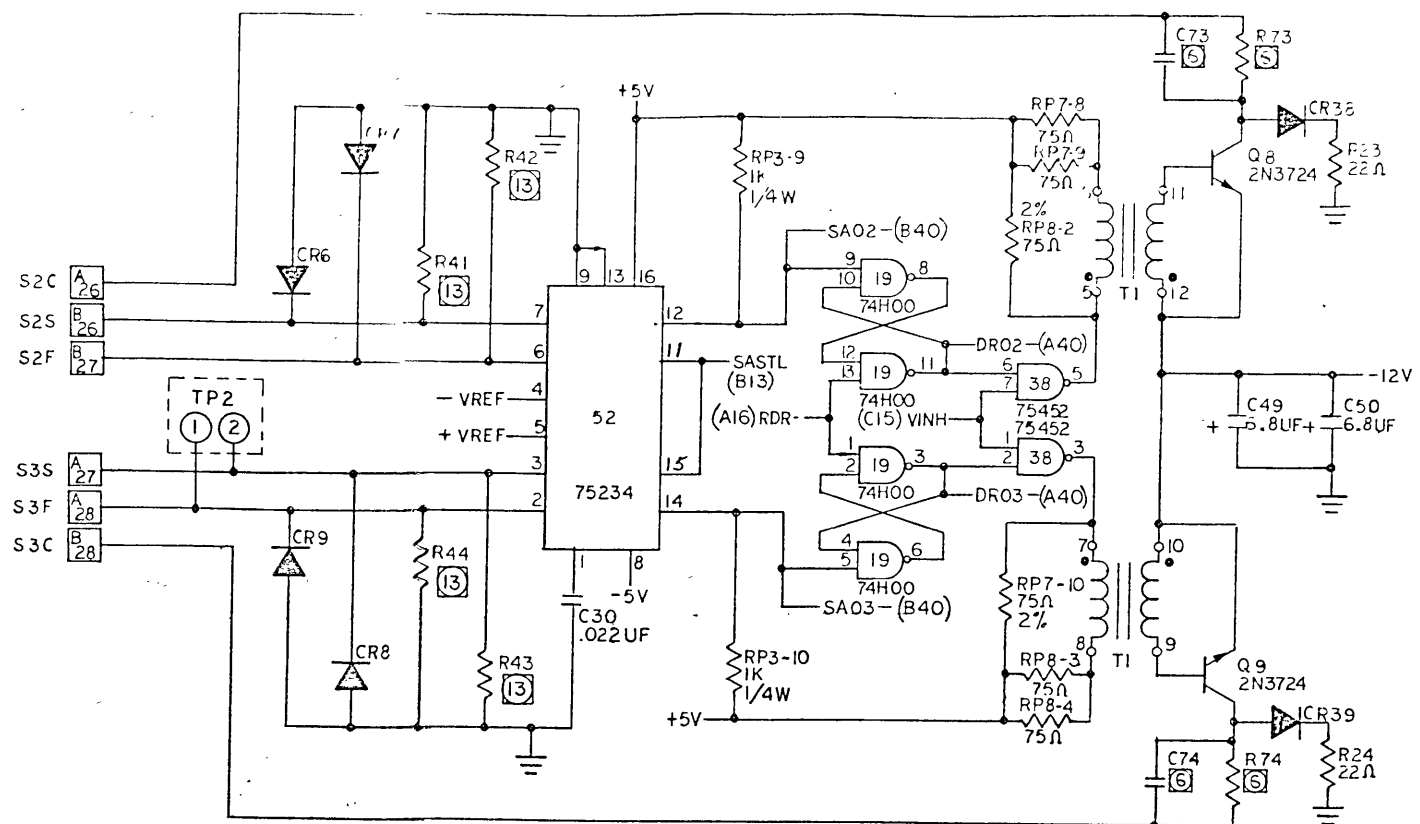 C73
6
R73
6
+5V
CR38
R23
22Ω
Q8
2N3724
RP7-8
75Ω
RP7-9
75Ω
2%
RP8-2
75Ω
11
5
T1
12
R42
13
RP3-9
1K
1/4W
CR6
R41
13
9 13 16
SA02-(B40)
9
10
19
8
74H00
S2C
A
26
S2S
B
26
S2F
B
27
7
6
4
5
3
2
12
11
15
14
-VREF
+VREF
52
75234
SASTL
(B13)
12
13
19
11
74H00
DR02-(A40)
6
7
38
5
75452
75452
(A16)RDR
(C15)VINH
1
2
38
3
-12V
C49
6.8UF
+
C50
6.8UF
+
TP2
1
2
S3S
A
27
S3F
A
28
S3C
B
28
1
2
19
3
74H00
DR03-(A40)
4
5
19
6
74H00
SA03-(B40)
CR9
R44
13
1
8
-5V
C30
.022UF
CR8
R43
13
RP3-10
1K
1/4W
+5V
7
10
RP7-10
75Ω
2%
8
T1
9
RP8-3
75Ω
RP8-4
75Ω
Q9
2N3724
CR39
C74
6
R74
6
R24
22Ω